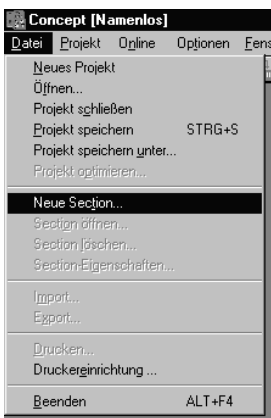 Concept [Namenlos]
Datei Projekt Online Optionen Fens
Neues Projekt
Öffnen...
Projekt schließen
Projekt speichern STRG+S
Projekt speichern unter...
Projekt optimieren...
Neue Section...
Section öffnen...
Section löschen...
Section-Eigenschaften...
Import...
Export...
Drucken...
Druckereinrichtung ...
Beenden ALT+F4